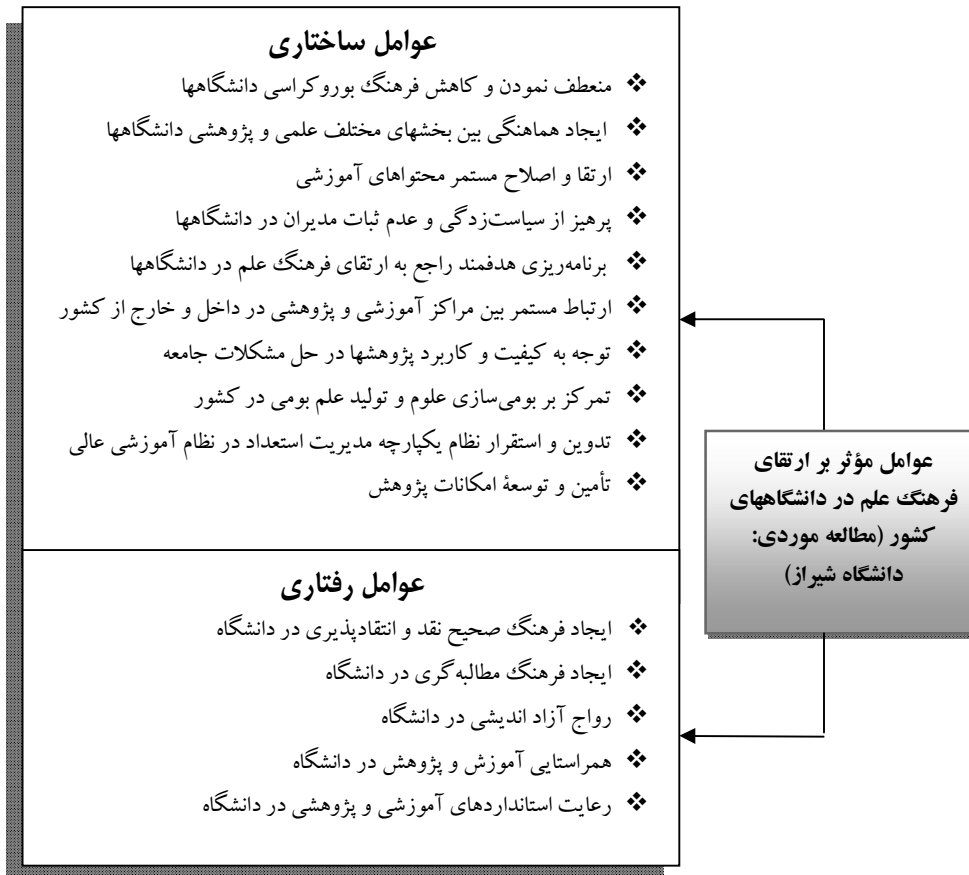 عوامل ساختاری
❖ منعطف نمودن و کاهش فرهنگ بوروکراسی دانشگاهها
❖ ایجاد هماهنگی بین بخشهای مختلف علمی و پژوهشی دانشگاهها
❖ ارتقا و اصلاح مستمر محتواهای آموزشی
❖ پرهیز از سیاست‌زدگی و عدم ثبات مدیران در دانشگاهها
❖ برنامه‌ریزی هدفمند راجع به ارتقای فرهنگ علم در دانشگاهها
❖ ارتباط مستمر بین مراکز آموزشی و پژوهشی در داخل و خارج از کشور
❖ توجه به کیفیت و کاربرد پژوهشها در حل مشکلات جامعه
❖ تمرکز بر بومی‌سازی علوم و تولید علم بومی در کشور
❖ تدوین و استقرار نظام یکپارچه مدیریت استعداد در نظام آموزشی عالی
❖ تأمین و توسعۀ امکانات پژوهش
عوامل رفتاری
❖ ایجاد فرهنگ صحیح نقد و انتقادپذیری در دانشگاه
❖ ایجاد فرهنگ مطالبه‌گری در دانشگاه
❖ رواج آزاد اندیشی در دانشگاه
❖ همراستایی آموزش و پژوهش در دانشگاه
❖ رعایت استانداردهای آموزشی و پژوهشی در دانشگاه
عوامل مؤثر بر ارتقای
فرهنگ علم در دانشگاههای
کشور (مطالعه موردی:
دانشگاه شیراز)